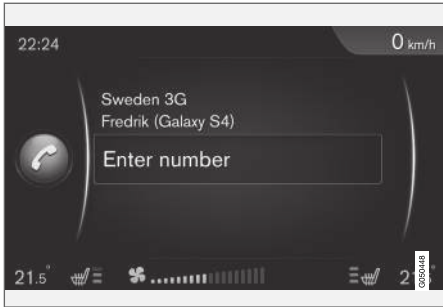 22:24
0 km/h
Sweden 3G
Fredrik (Galaxy S4)
Enter number
21.5°
G050448